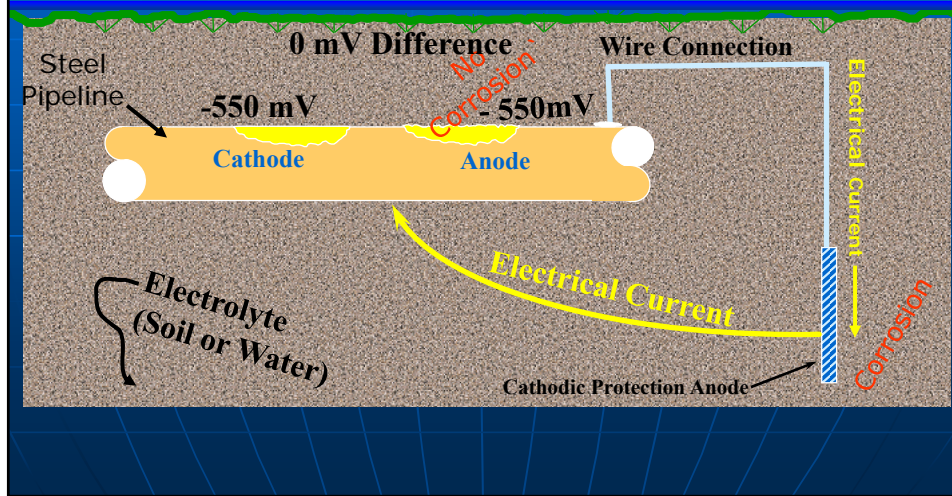 0 mV Difference
No
Corrosion`
Wire Connection
Steel
Pipeline
-550 mV
- 550mV
Cathode
Anode
Electrical Current
Electrical Current
Electrolyte
(Soil or Water)
Corrosion
Cathodic Protection Anode